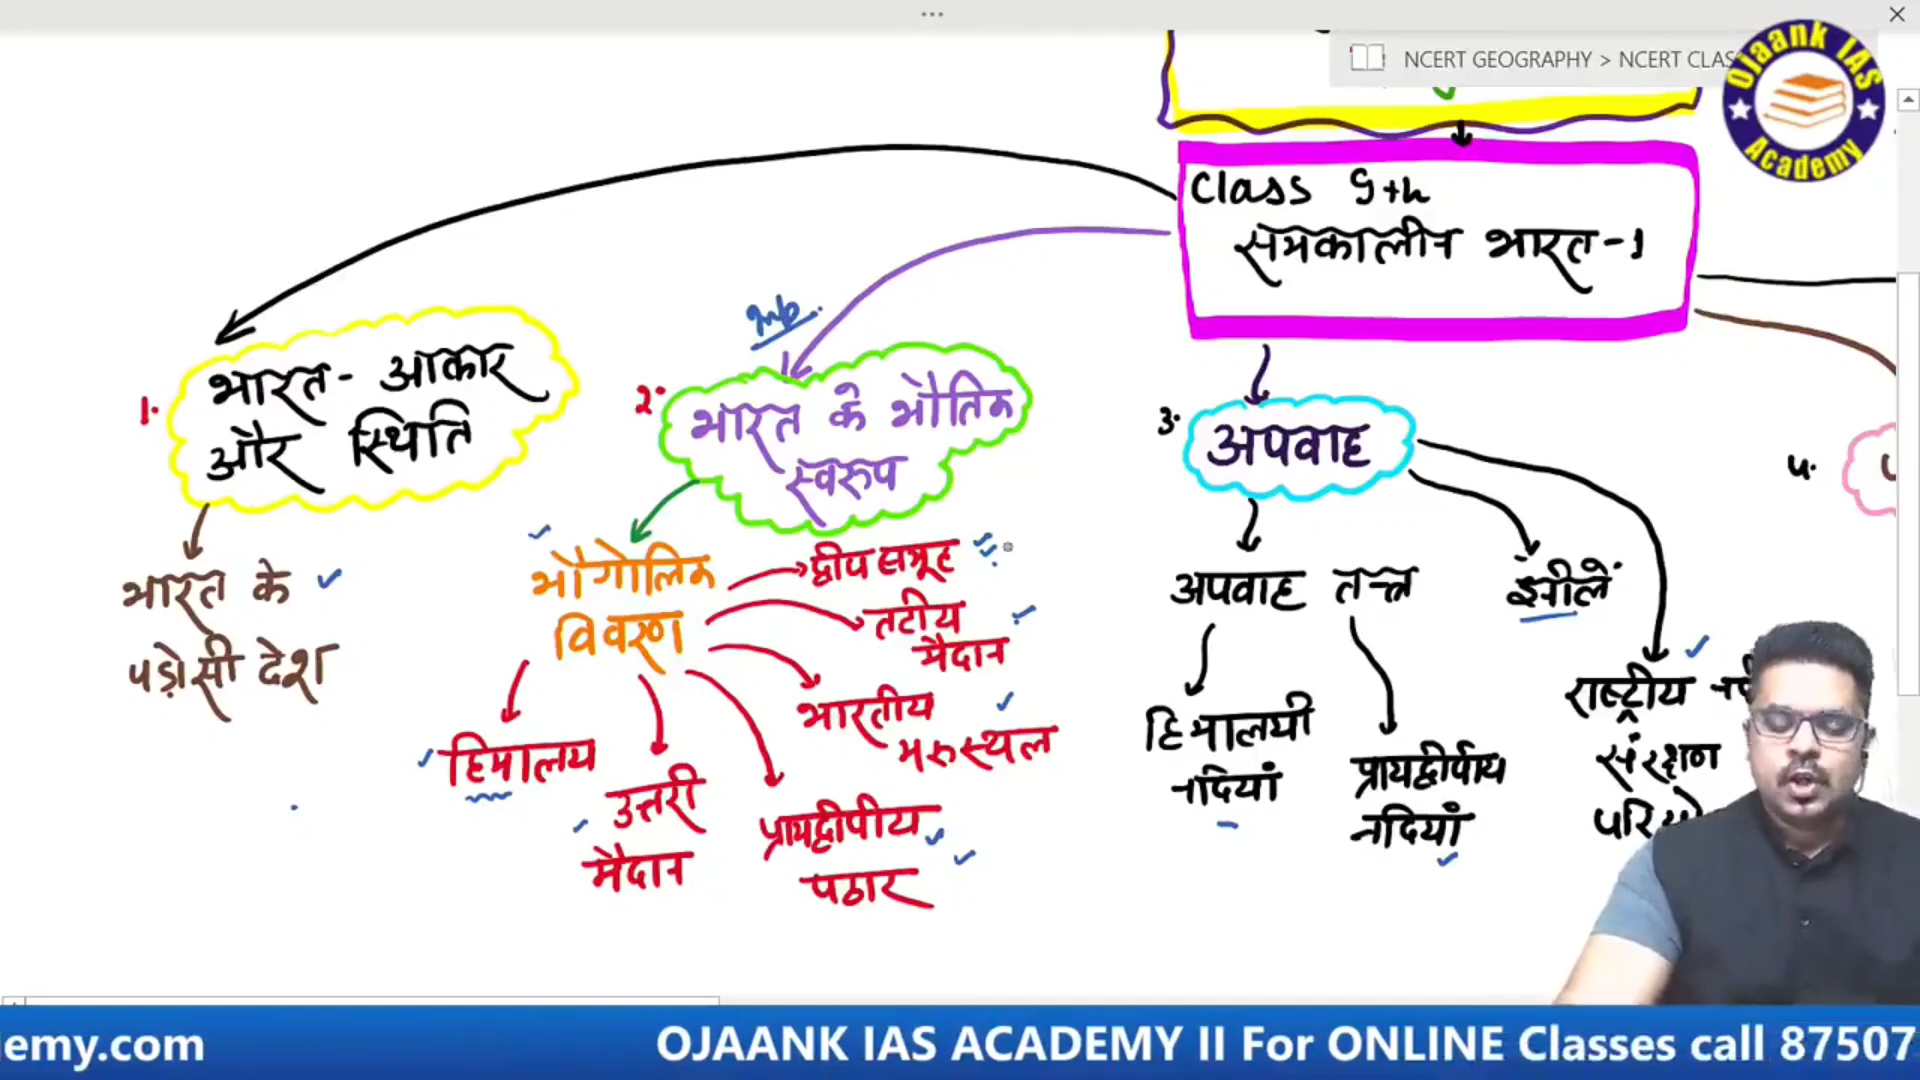 NCERT GEOGRAPHY > NCERT CLAS
Ojaank IAS
Academy
Class 9th
समकालीन भारत-1
1. भारत- आकार
और स्थिति
भारत के
पड़ोसी देश
Imp
2. भारत के भौतिक
स्वरुप
भौगोलिक
विवरण
द्वीप समूह
तटीय
मैदान
भारतीय
मरुस्थल
हिमालय
उत्तरी
मैदान
प्रायद्वीपीय
पठार
3. अपवाह
अपवाह तन्त्र
झीलें
हिमालयी
नदियां
प्रायद्वीपीय
नदियां
राष्ट्रीय
संरक्षण
4.
emy.com
OJAANK IAS ACADEMY II For ONLINE Classes call 87507